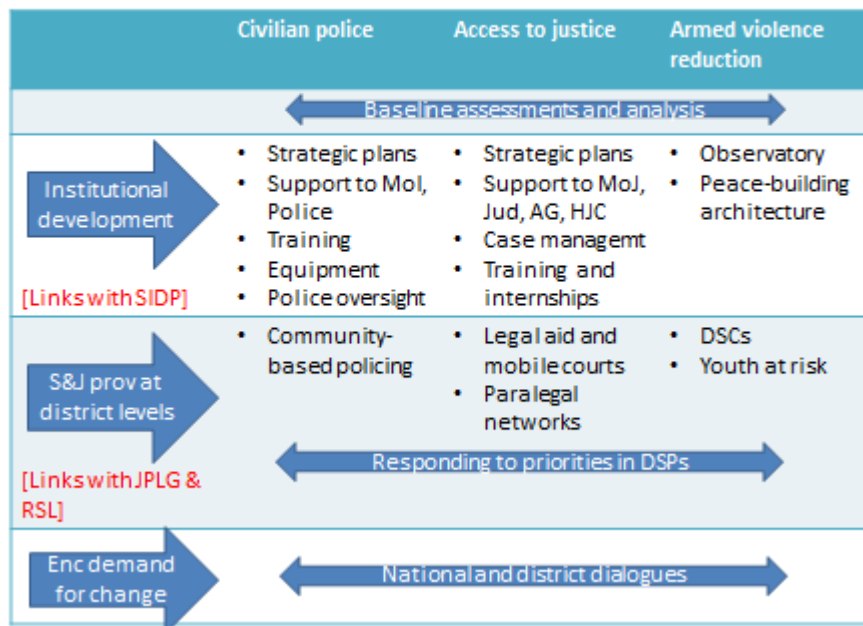 Civilian police
Access to justice
Armed violence
reduction
Baseline assessments and analysis
Institutional
development
[Links with SIDP]
• Strategic plans
• Support to MoI,
Police
• Training
• Equipment
• Police oversight
• Strategic plans
• Support to MoJ,
Jud, AG, HJC
• Case managemt
• Training and
internships
• Observatory
• Peace-building
architecture
S&J prov at
district levels
[Links with JPLG &
RSL]
• Community-
based policing
• Legal aid and
mobile courts
• Paralegal
networks
• DSCs
• Youth at risk
Responding to priorities in DSPs
Enc demand
for change
National and district dialogues